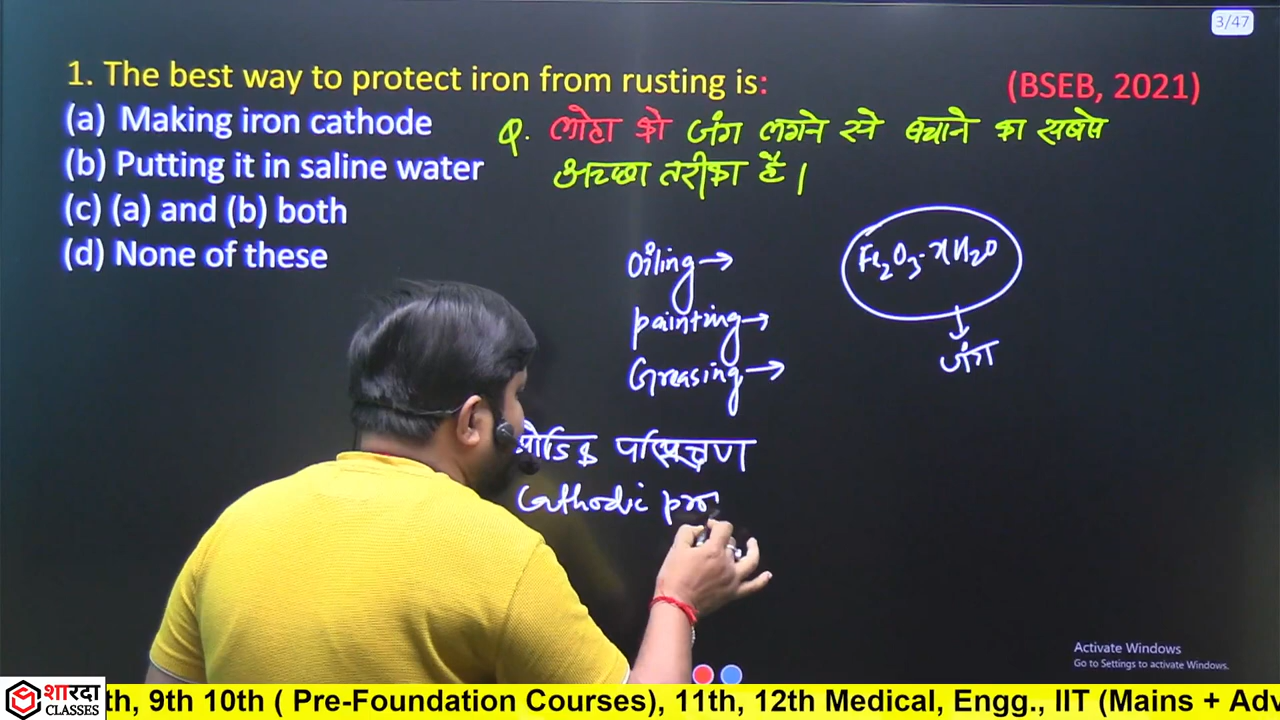 3/47
1. The best way to protect iron from rusting is:
(BSEB, 2021)
(a) Making iron cathode
(b) Putting it in saline water
(c) (a) and (b) both
(d) None of these
Q. लोहा को जंग लगने से बचाने का सबसे
अच्छा तरीका है।
Oiling→
Painting→
Greasing→
Fe₂O₃·xH₂O
जंग
Cathodic pro
Activate Windows
Go to Settings to activate Windows.
शारदा
CLASSES
th, 9th 10th ( Pre-Foundation Courses), 11th, 12th Medical, Engg., IIT (Mains + Adv